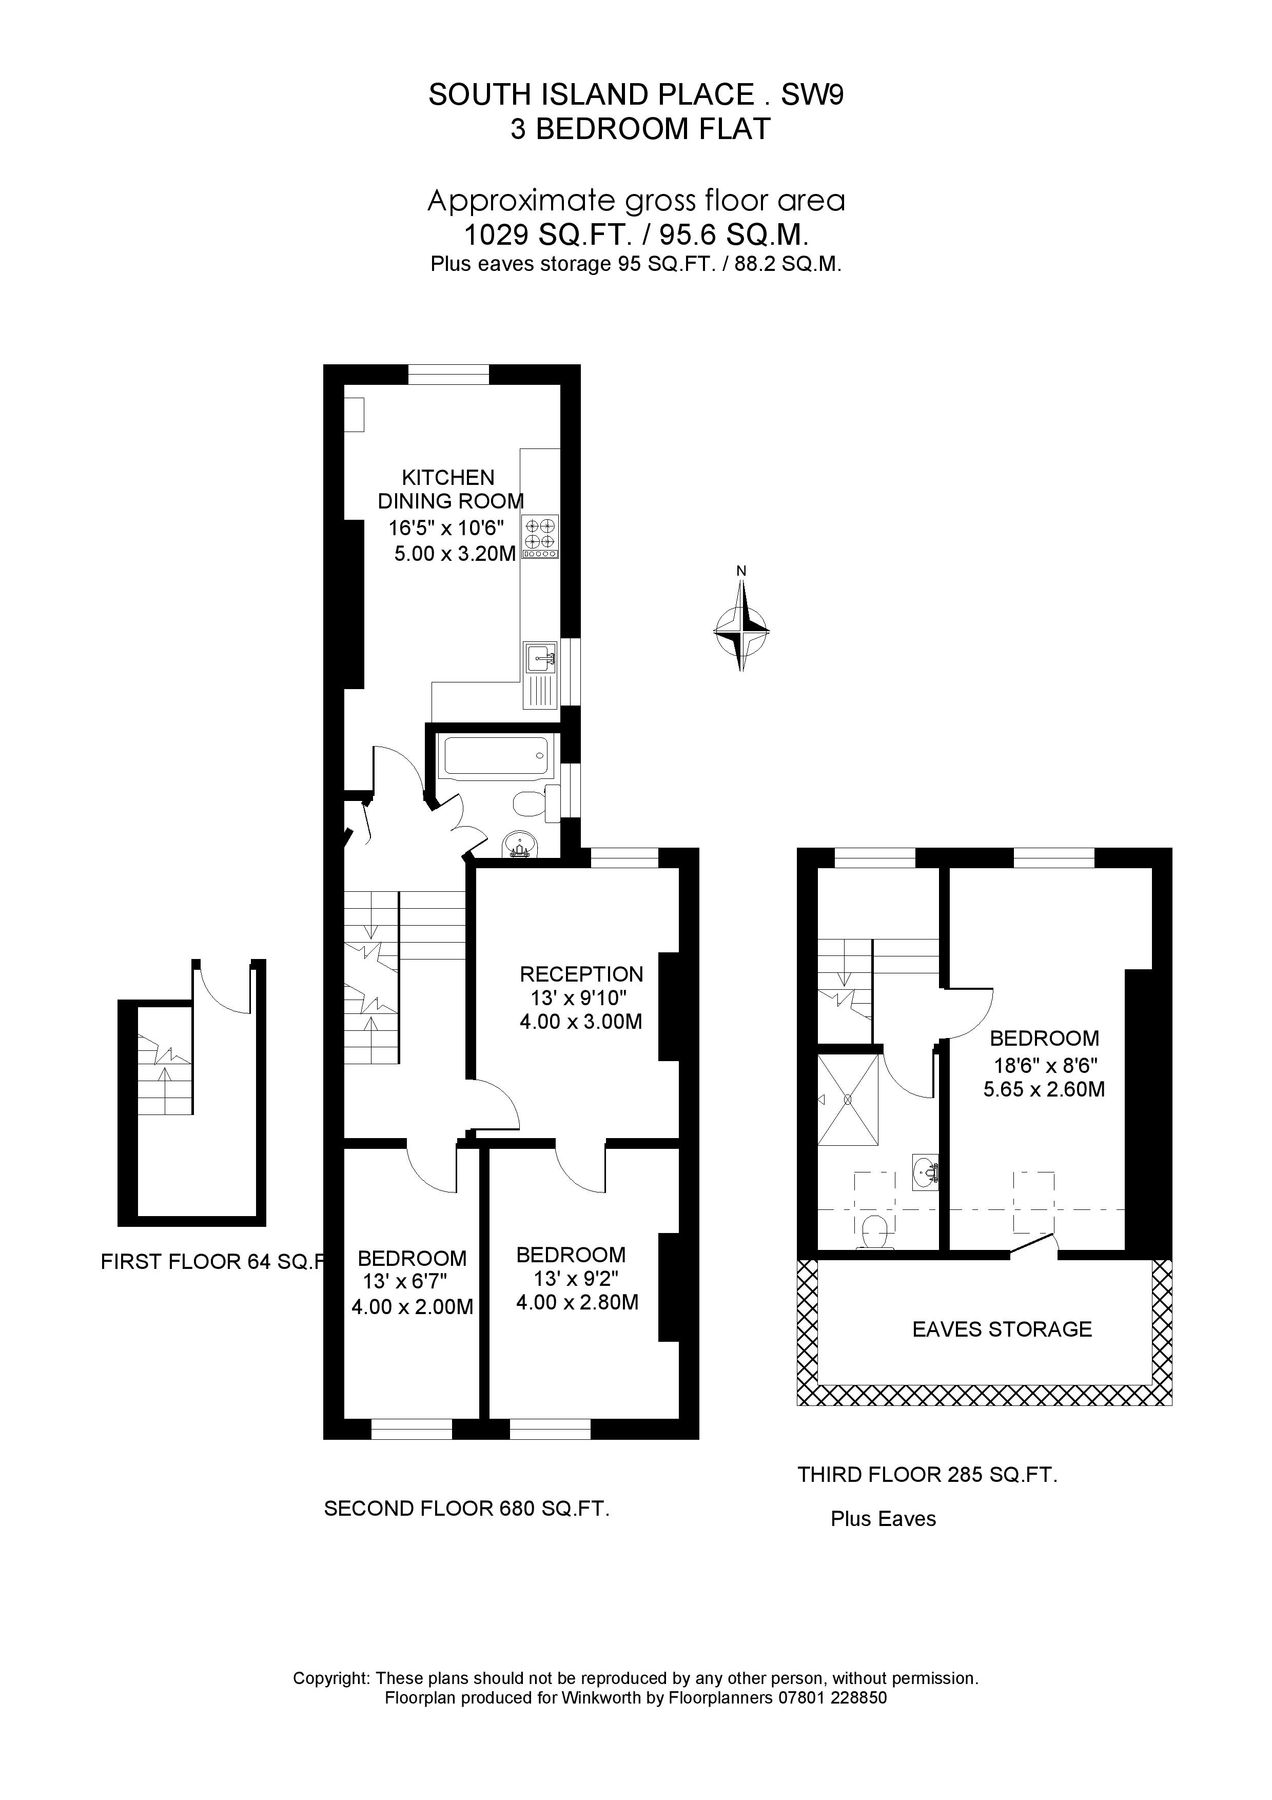 SOUTH ISLAND PLACE . SW9
3 BEDROOM FLAT
Approximate gross floor area
1029 SQ.FT. / 95.6 SQ.M.
Plus eaves storage 95 SQ.FT. / 88.2 SQ.M.
KITCHEN
DINING ROOM
16'5" x 10'6"
5.00 x 3.20M
N
RECEPTION
13' x 9'10"
4.00 x 3.00M
BEDROOM
18'6" x 8'6"
5.65 x 2.60M
FIRST FLOOR 64 SQ.F
BEDROOM
13' x 6'7"
4.00 x 2.00M
BEDROOM
13' x 9'2"
4.00 x 2.80M
EAVES STORAGE
SECOND FLOOR 680 SQ.FT.
THIRD FLOOR 285 SQ.FT.
Plus Eaves
Copyright: These plans should not be reproduced by any other person, without permission.
Floorplan produced for Winkworth by Floorplanners 07801 228850